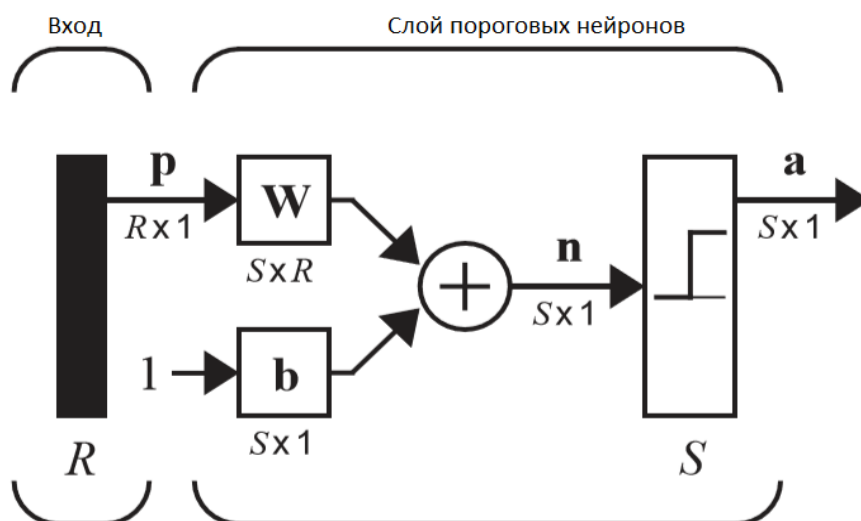 Вход
Слой пороговых нейронов
p
R x 1
W
S x R
1
b
S x 1
+
n
S x 1
a
S x 1
R
S